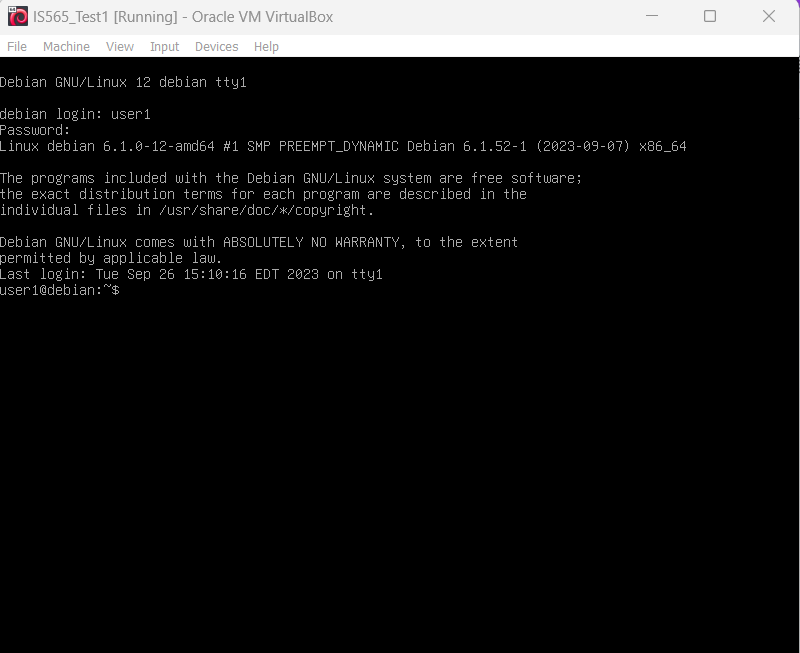 IS565_Test1 [Running] - Oracle VM VirtualBox
File Machine View Input Devices Help
Debian GNU/Linux 12 debian tty1
debian login: user1
Password:
Linux debian 6.1.0-12-amd64 #1 SMP PREEMPT_DYNAMIC Debian 6.1.52-1 (2023-09-07) x86_64
The programs included with the Debian GNU/Linux system are free software;
the exact distribution terms for each program are described in the
individual files in /usr/share/doc/*/copyright.
Debian GNU/Linux comes with ABSOLUTELY NO WARRANTY, to the extent
permitted by applicable law.
Last login: Tue Sep 26 15:10:16 EDT 2023 on tty1
user1@debian:~$